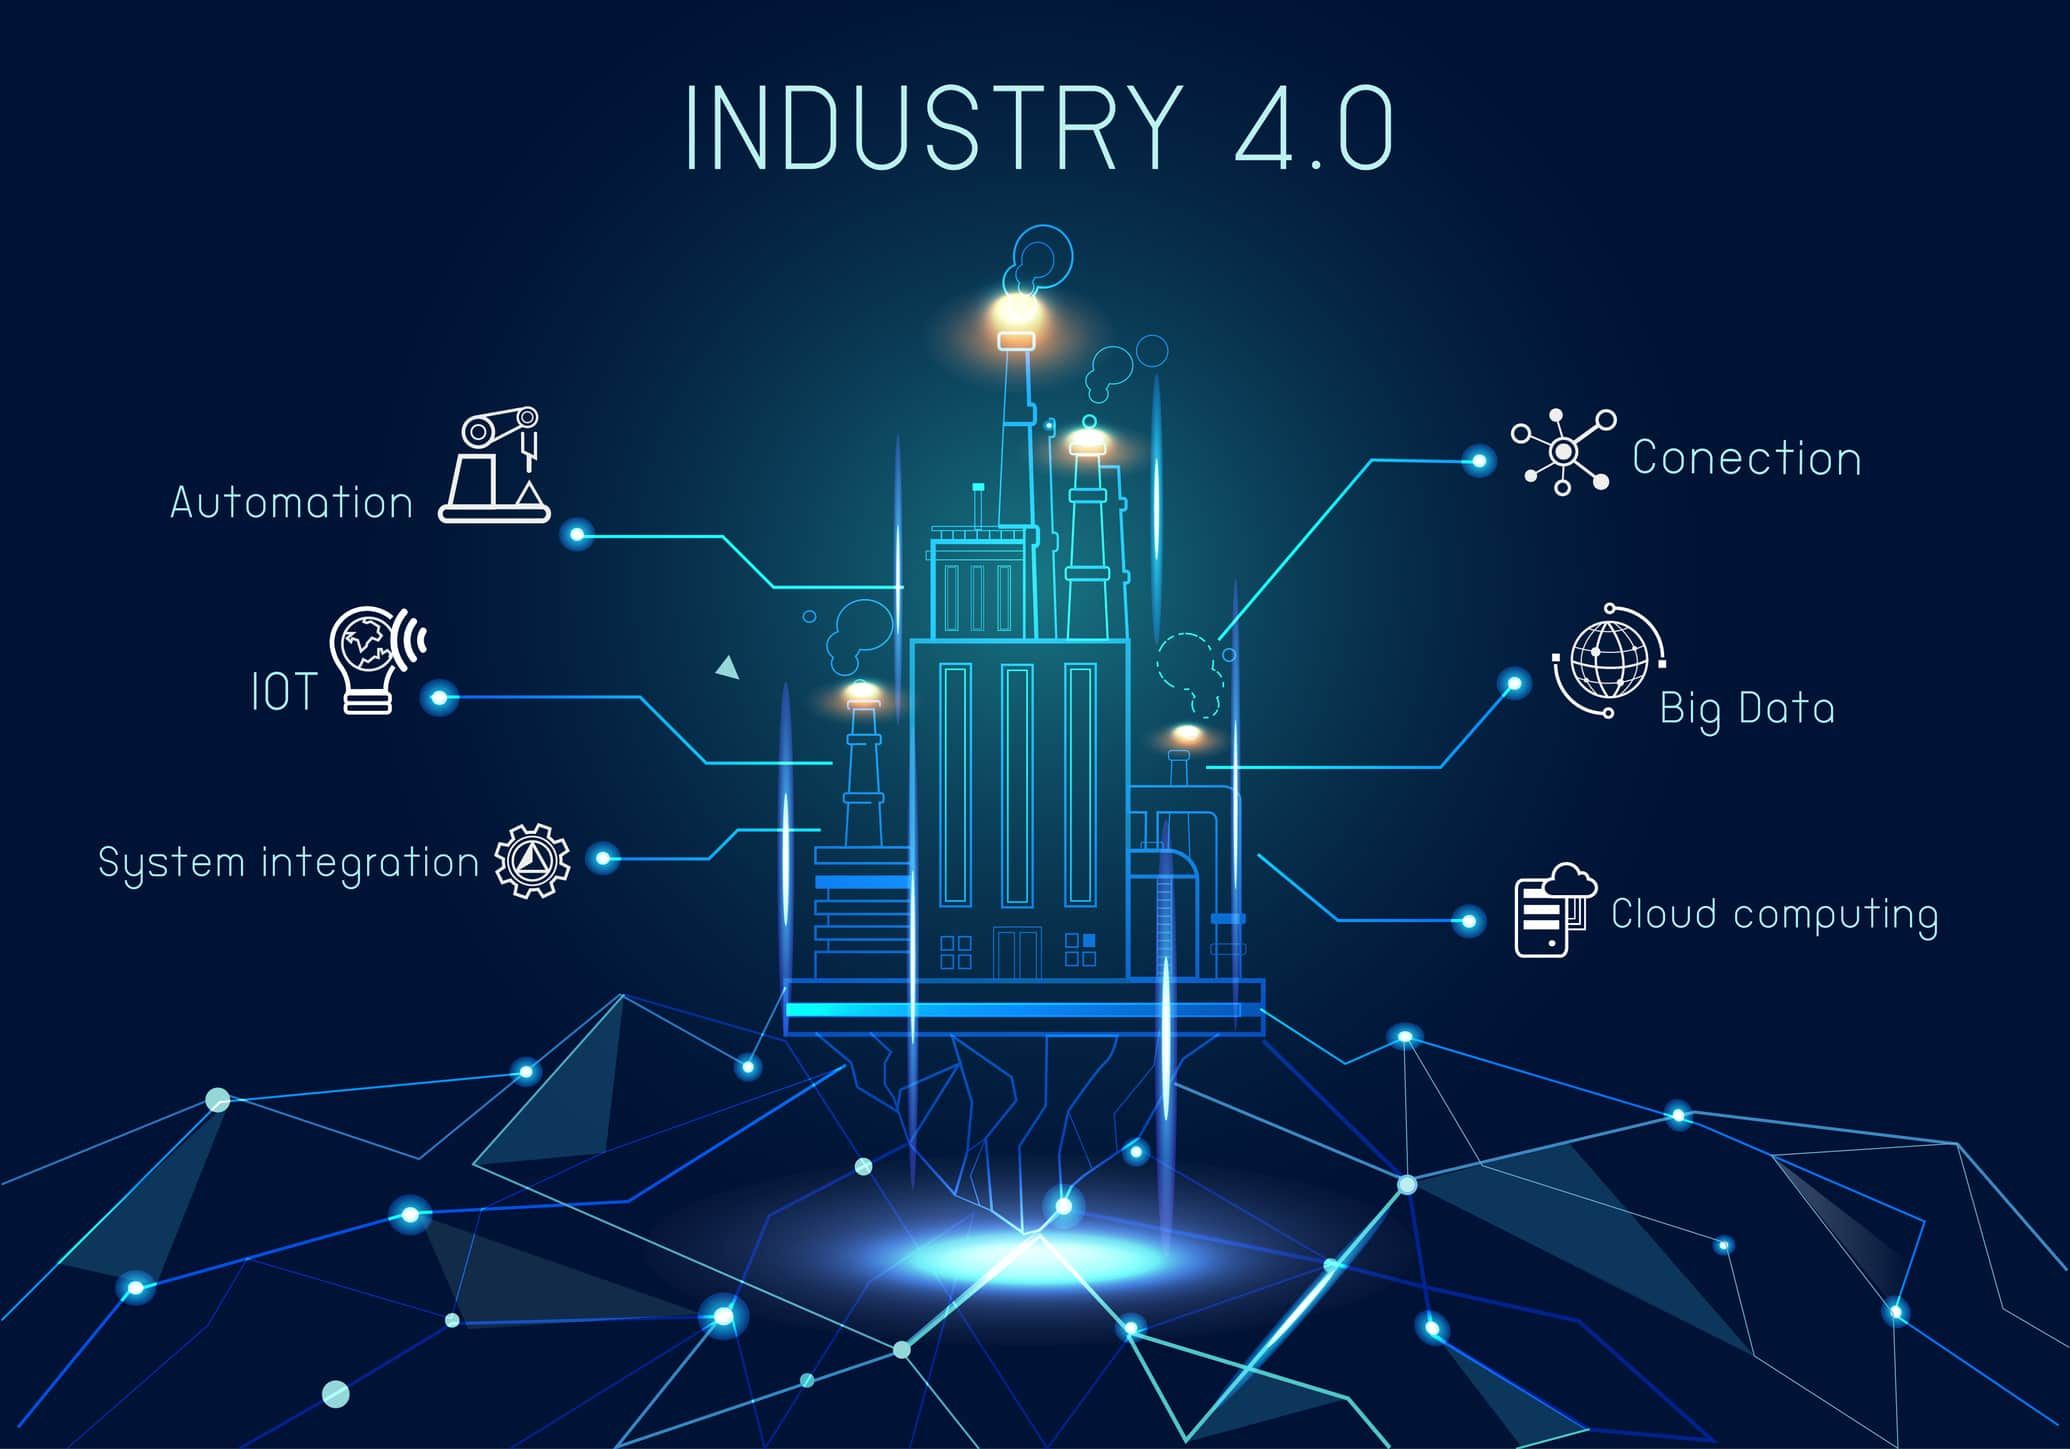 INDUSTRY 4.0
Automation
IOT
System integration
Conection
Big Data
Cloud computing